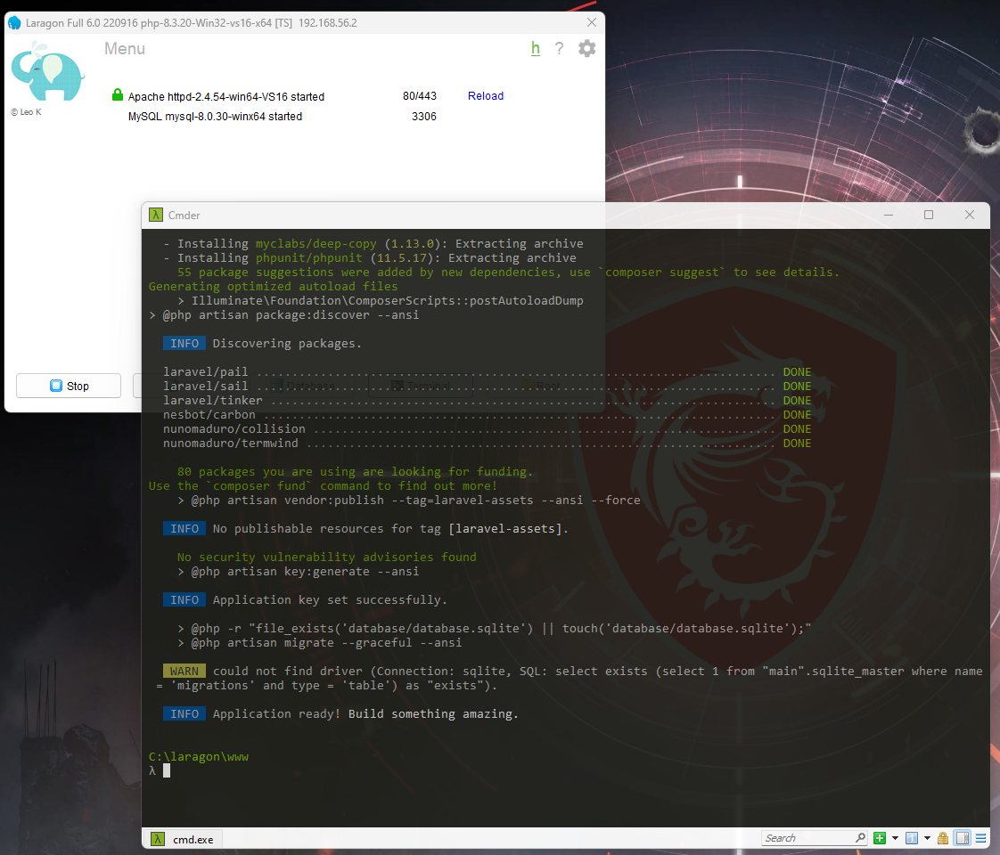 Laragon Full 6.0 220916 php-8.3.20-Win32-vs16-x64 [TS] 192.168.56.2
Menu
h ?
© Leo K
Apache httpd-2.4.54-win64-VS16 started 80/443 Reload
MySQL mysql-8.0.30-winx64 started 3306
Stop
Database
Terminal
Root
λ Cmder
- Installing myclabs/deep-copy (1.13.0): Extracting archive
- Installing phpunit/phpunit (11.5.17): Extracting archive
55 package suggestions were added by new dependencies, use `composer suggest` to see details.
Generating optimized autoload files
> Illuminate\Foundation\ComposerScripts::postAutoloadDump
> @php artisan package:discover --ansi
INFO Discovering packages.
laravel/pail ......................................................................... DONE
laravel/sail ......................................................................... DONE
laravel/tinker ....................................................................... DONE
nesbot/carbon ........................................................................ DONE
nunomaduro/collision ................................................................. DONE
nunomaduro/termwind .................................................................. DONE
80 packages you are using are looking for funding.
Use the `composer fund` command to find out more!
> @php artisan vendor:publish --tag=laravel-assets --ansi --force
INFO No publishable resources for tag [laravel-assets].
No security vulnerability advisories found
> @php artisan key:generate --ansi
INFO Application key set successfully.
> @php -r "file_exists('database/database.sqlite') || touch('database/database.sqlite');"
> @php artisan migrate --graceful --ansi
WARN could not find driver (Connection: sqlite, SQL: select exists (select 1 from "main".sqlite_master where name
= 'migrations' and type = 'table') as "exists").
INFO Application ready! Build something amazing.
C:\laragon\www
λ
λ cmd.exe
Search